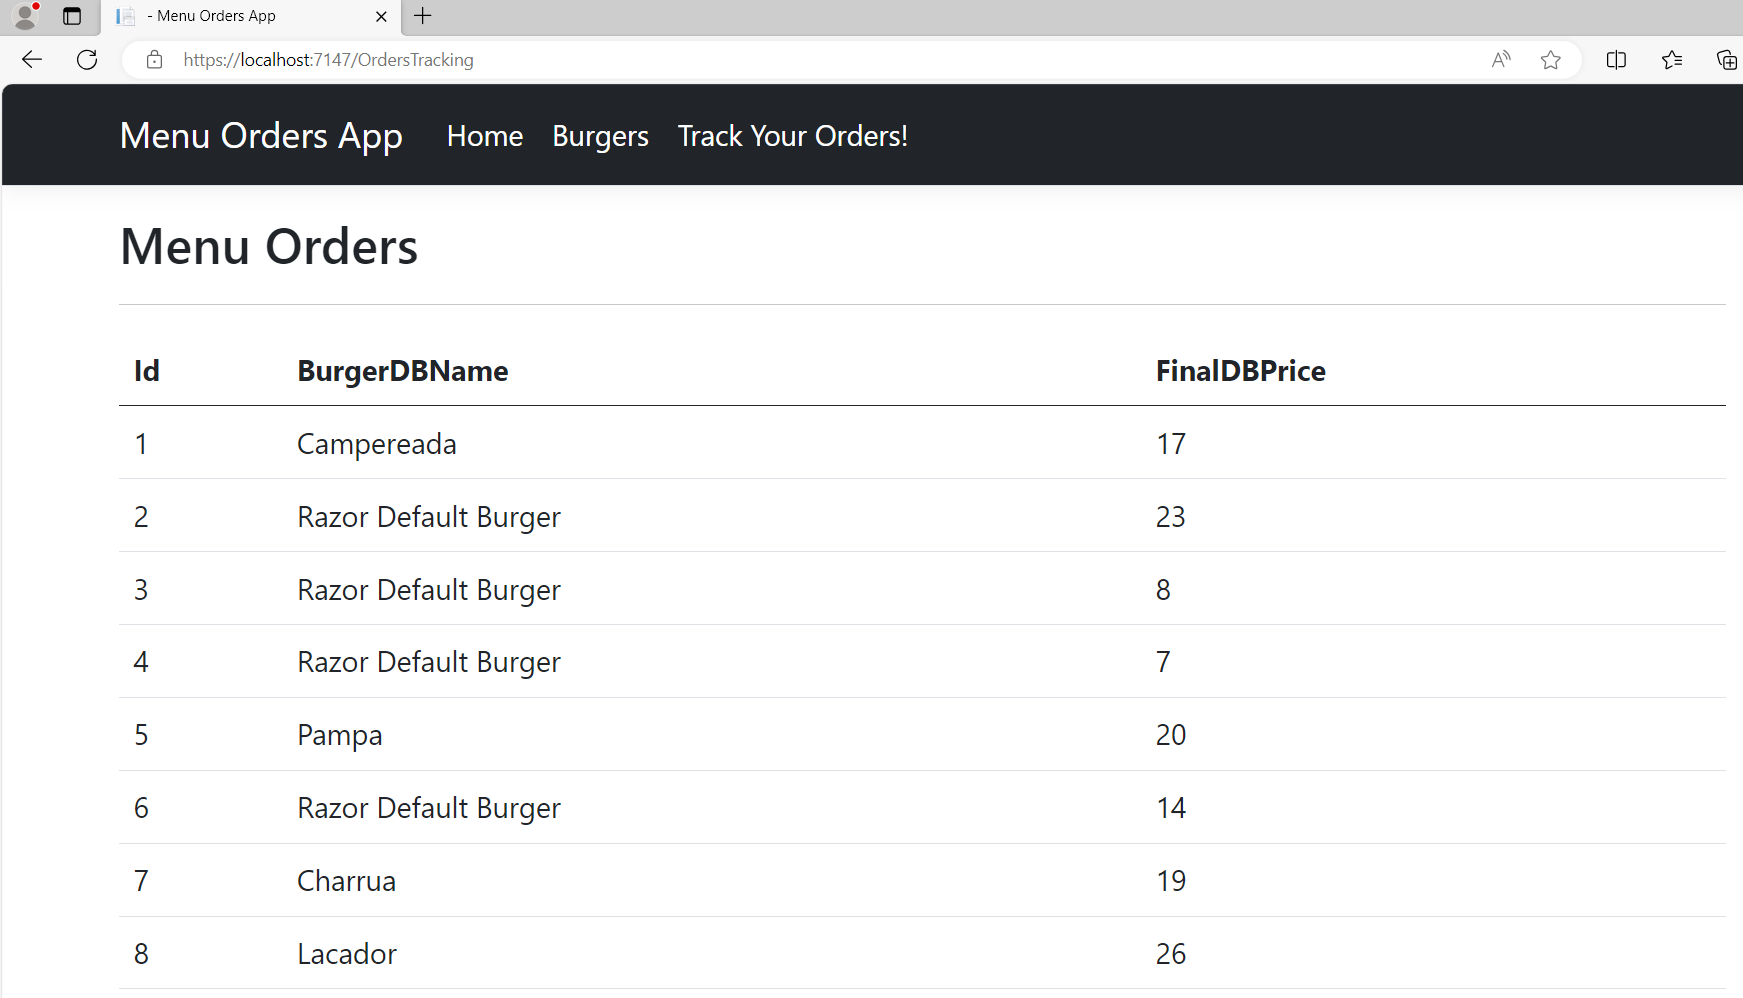 - Menu Orders App
https://localhost:7147/OrdersTracking
Menu Orders App Home Burgers Track Your Orders!
Menu Orders
Id BurgerDBName FinalDBPrice
1 Campereada 17
2 Razor Default Burger 23
3 Razor Default Burger 8
4 Razor Default Burger 7
5 Pampa 20
6 Razor Default Burger 14
7 Charrua 19
8 Lacador 26